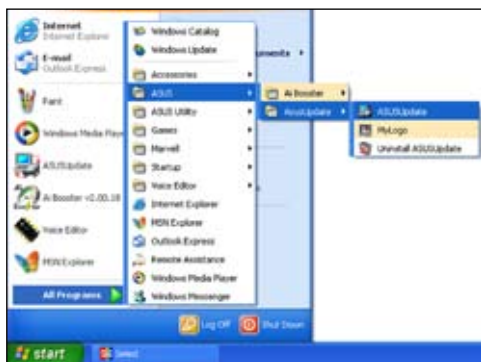 Internet
Internet Explorer
E-mail
Outlook Express
Paint
Windows Media Play
ASUSUpdate
Ai Booster v2.00.18
Voice Editor
MSN Explorer
All Programs
Windows Catalog
Windows Update
Accessories
ASUS
ASUS Utility
Games
Marvell
Startup
Voice Editor
Internet Explorer
MSN Explorer
Outlook Express
Remote Assistance
Windows Media Player
Windows Messenger
Ai Booster
AsusUpdate
ASUSUpdate
MyLogo
Uninstall ASUSUpdate
Log Off
Shut Down
start